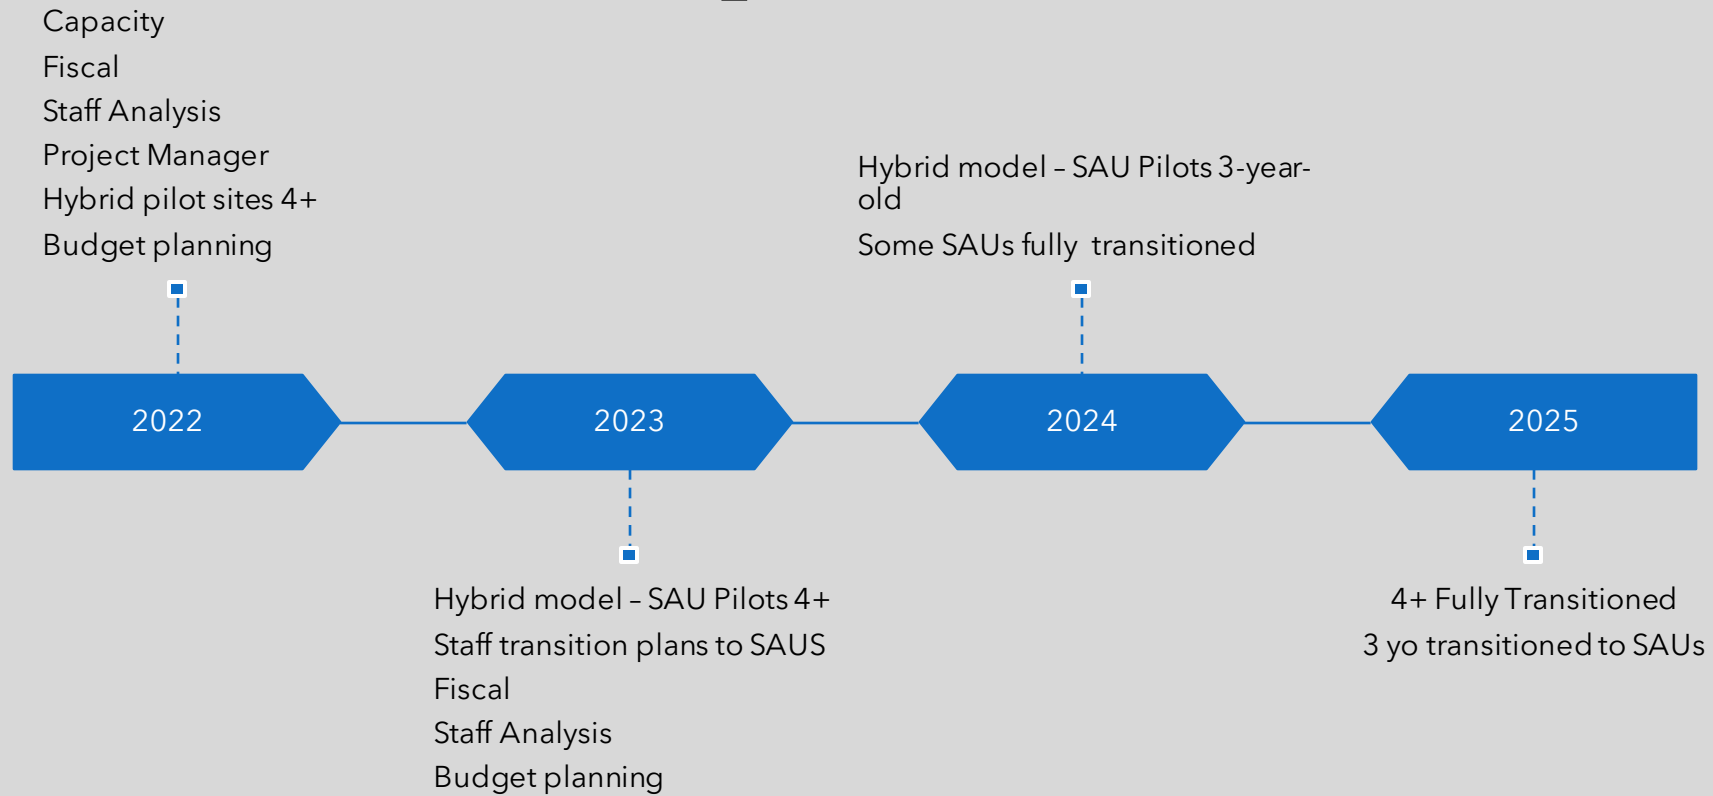 Capacity
Fiscal
Staff Analysis
Project Manager
Hybrid pilot sites 4+
Budget planning
Hybrid model – SAU Pilots 3-year-
old
Some SAUs fully transitioned
2022
2023
2024
2025
Hybrid model – SAU Pilots 4+
Staff transition plans to SAUS
Fiscal
Staff Analysis
Budget planning
4+ Fully Transitioned
3 yo transitioned to SAUs